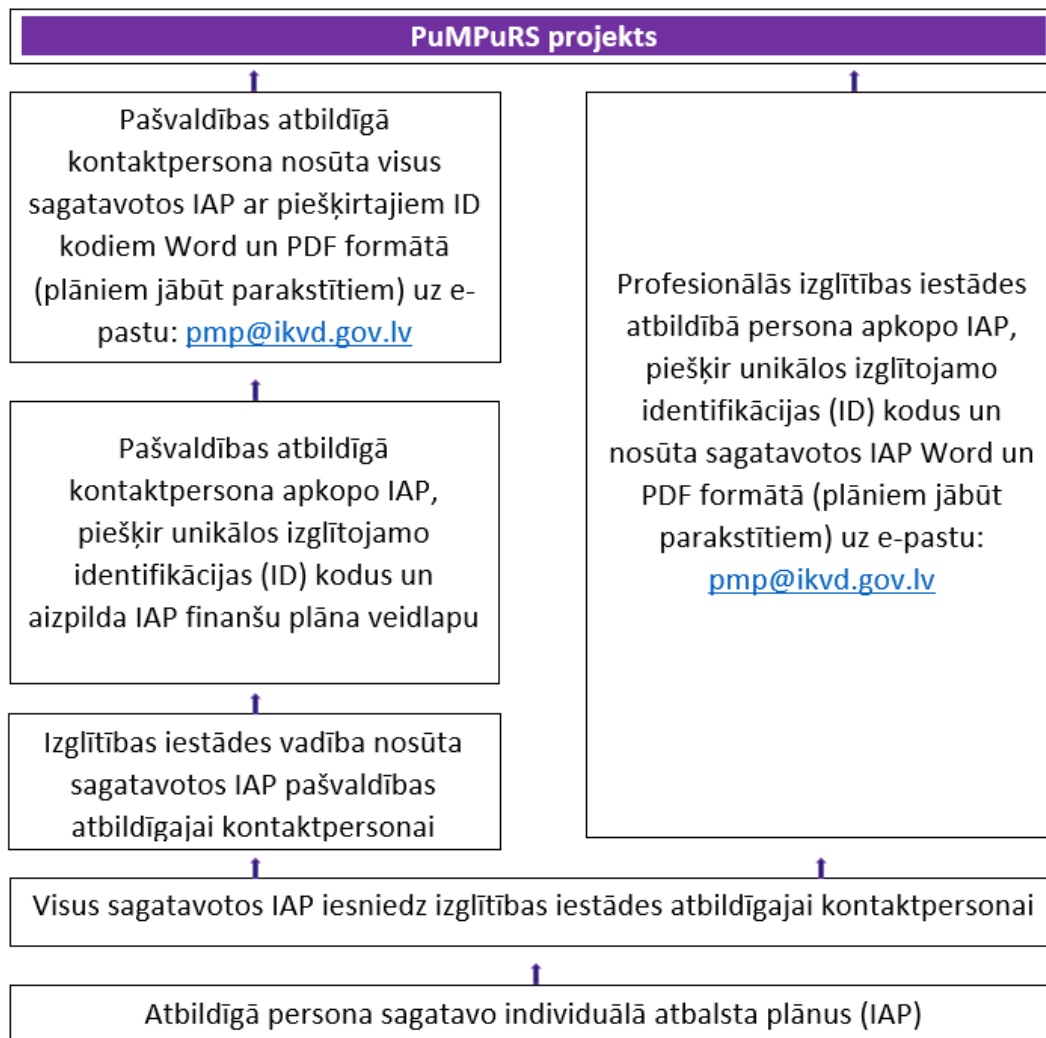 PuMPuRS projekts
Pašvaldības atbildīgā
kontaktpersona nosūta visus
sagatavotos IAP ar piešķirtajiem ID
kodiem Word un PDF formātā
(plāniem jābūt parakstītiem) uz e-
pastu: pmp@ikvd.gov.lv
Pašvaldības atbildīgā
kontaktpersona apkopo IAP,
piešķir unikālos izglītojamo
identifikācijas (ID) kodus un
aizpilda IAP finanšu plāna veidlapu
Izglītības iestādes vadība nosūta
sagatavotos IAP pašvaldības
atbildīgajai kontaktpersonai
Profesionālās izglītības iestādes
atbildībā persona apkopo IAP,
piešķir unikālos izglītojamo
identifikācijas (ID) kodus un
nosūta sagatavotos IAP Word un
PDF formātā (plāniem jābūt
parakstītiem) uz e-pastu:
pmp@ikvd.gov.lv
Visus sagatavotos IAP iesniedz izglītības iestādes atbildīgajai kontaktpersonai
Atbildīgā persona sagatavo individuālā atbalsta plānus (IAP)